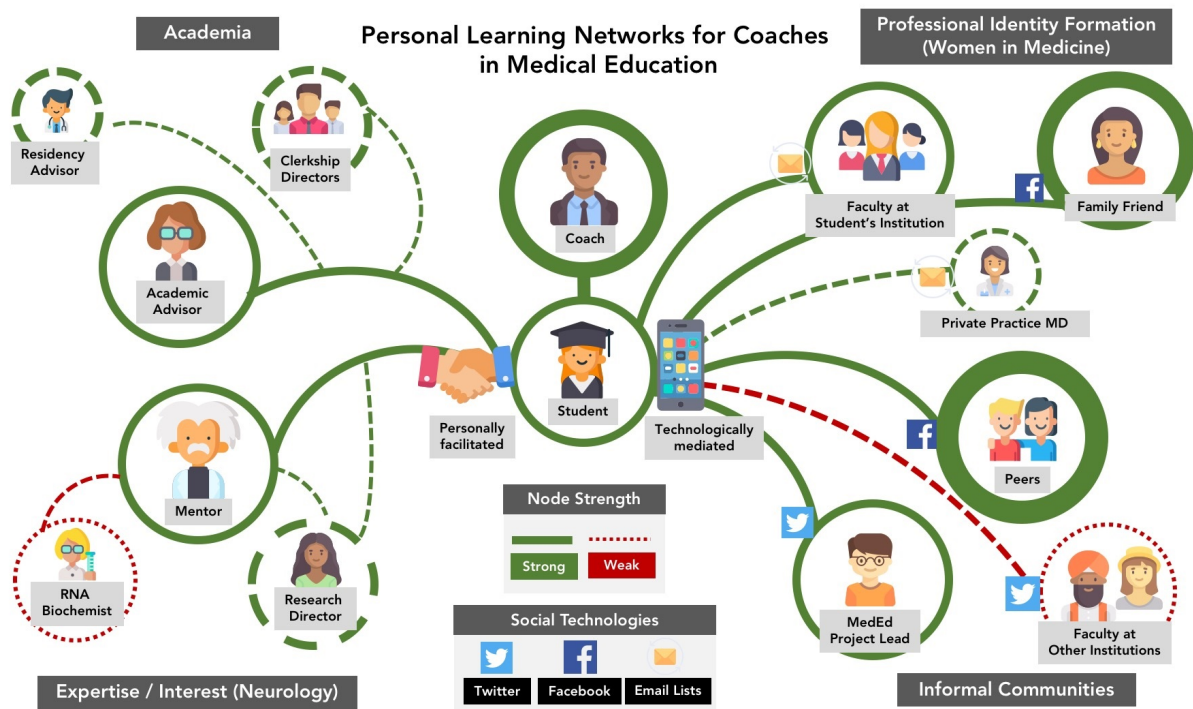 Academia
Personal Learning Networks for Coaches
in Medical Education
Professional Identity Formation
(Women in Medicine)
Residency
Advisor
Clerkship
Directors
Coach
Faculty at
Student's Institution
Family Friend
Academic
Advisor
Private Practice MD
Student
Personally
facilitated
Technologically
mediated
Mentor
Peers
RNA
Biochemist
Research
Director
Node Strength
Strong
Weak
MedEd
Project Lead
Faculty at
Other Institutions
Social Technologies
Twitter
Facebook
Email Lists
Expertise / Interest (Neurology)
Informal Communities